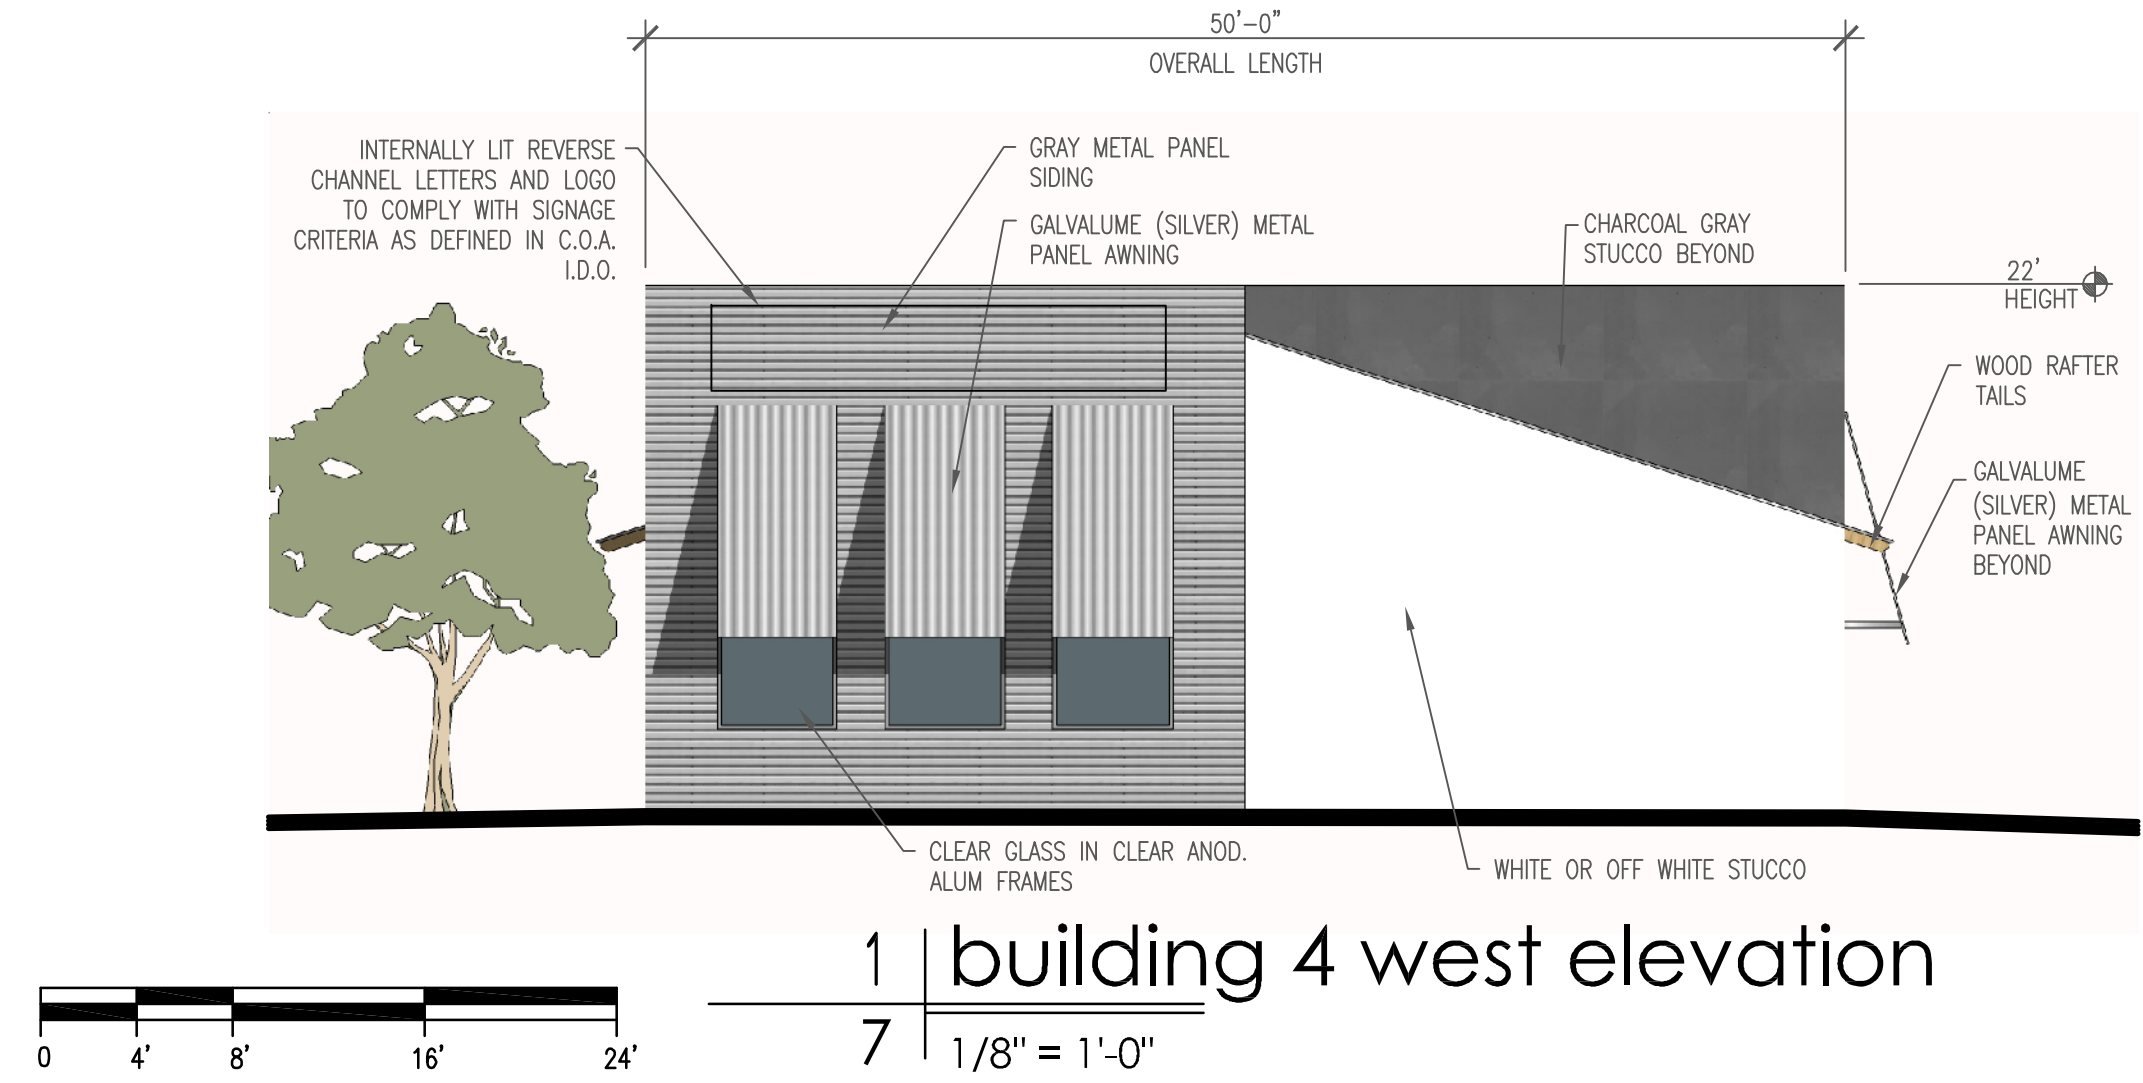 50'-0"
OVERALL LENGTH
INTERNALLY LIT REVERSE
CHANNEL LETTERS AND LOGO
TO COMPLY WITH SIGNAGE
CRITERIA AS DEFINED IN C.O.A.
I.D.O.
GRAY METAL PANEL
SIDING
GALVALUME (SILVER) METAL
PANEL AWNING
CHARCOAL GRAY
STUCCO BEYOND
22'
HEIGHT
WOOD RAFTER
TAILS
GALVALUME
(SILVER) METAL
PANEL AWNING
BEYOND
CLEAR GLASS IN CLEAR ANOD.
ALUM FRAMES
WHITE OR OFF WHITE STUCCO
1
building 4 west elevation
7
1/8" = 1'-0"
0 4' 8' 16' 24'